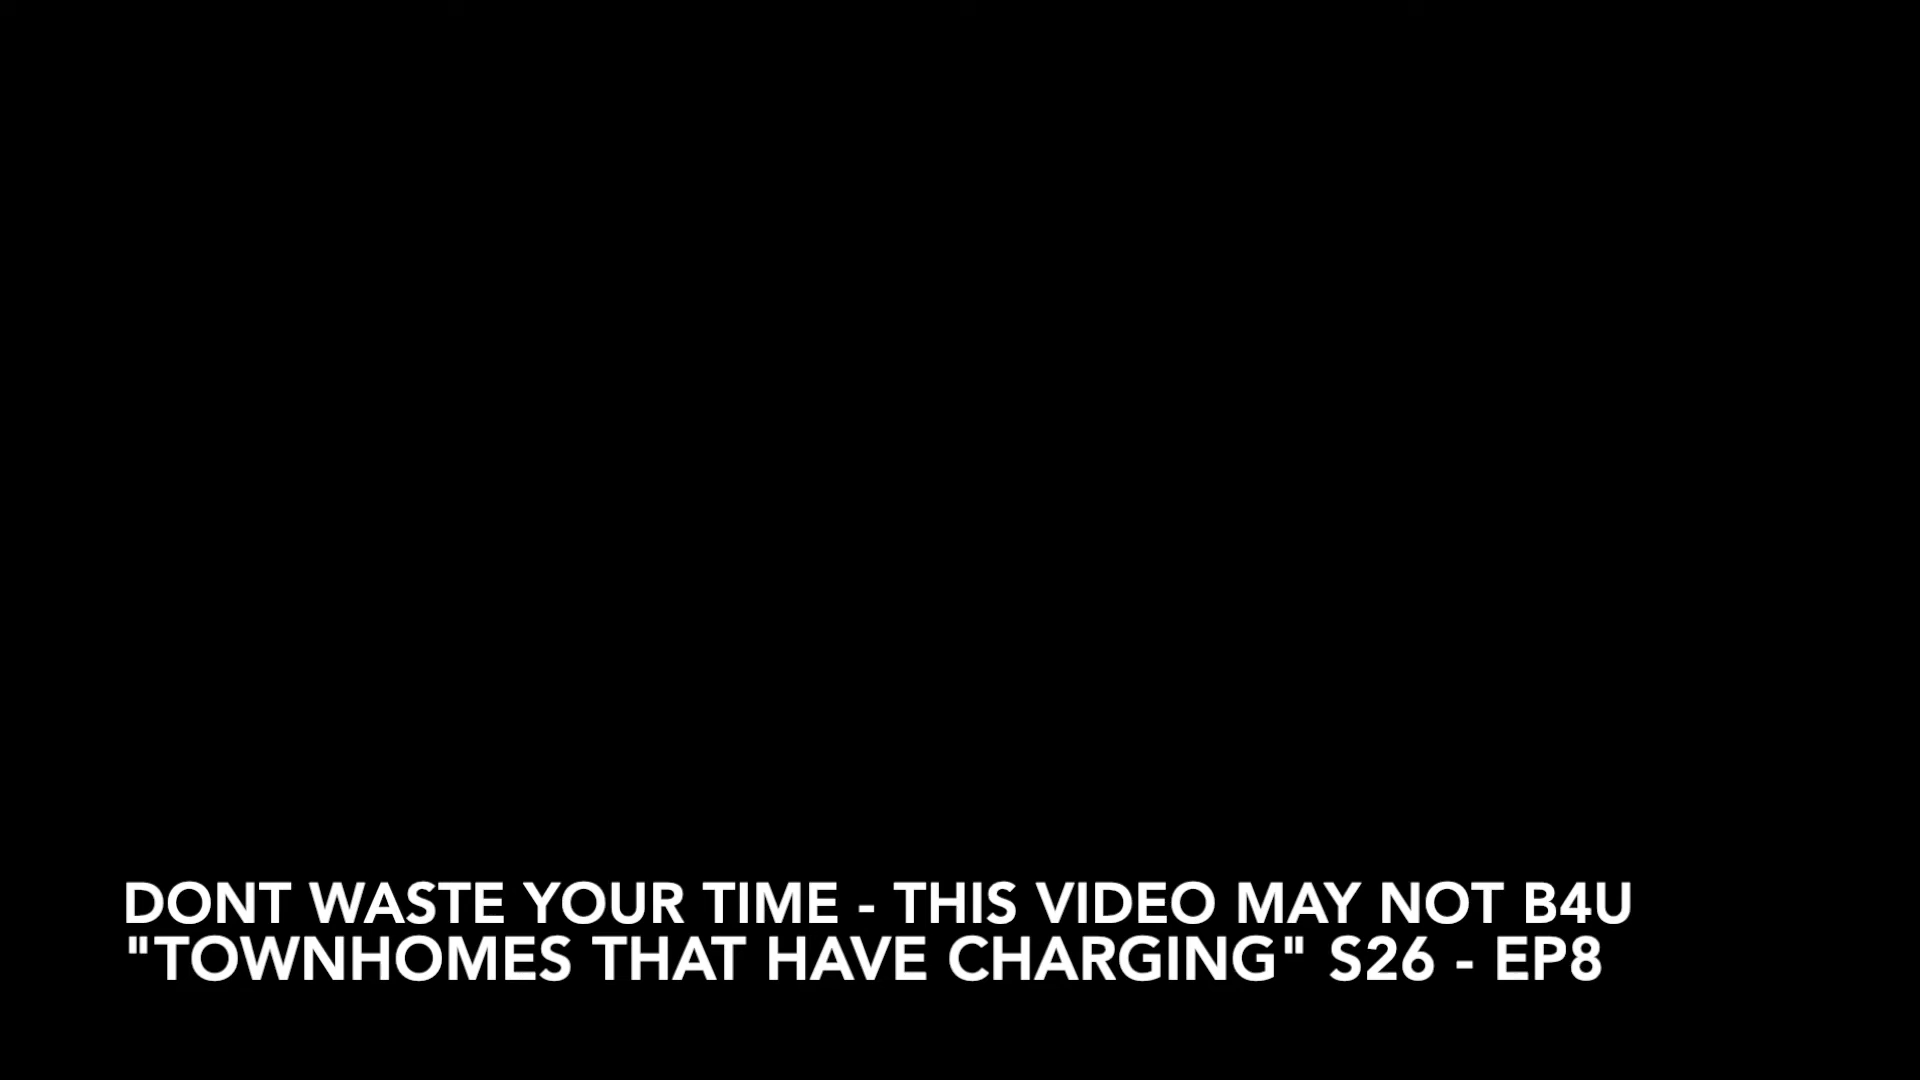 DONT WASTE YOUR TIME - THIS VIDEO MAY NOT B4U
"TOWNHOMES THAT HAVE CHARGING" S26 - EP8